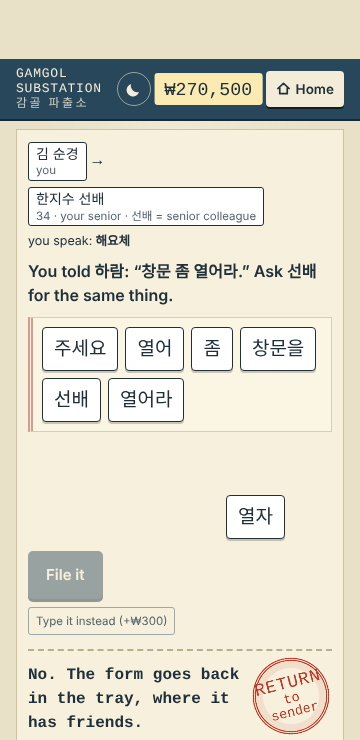 GAMGOL
SUBSTATION
감골 파출소
₩270,500
Home
김 순경
you
→
한지수 선배
34 · your senior · 선배 = senior colleague
you speak: 해요체
You told 하람: “창문 좀 열어라.” Ask 선배
for the same thing.
주세요 열어 좀 창문을
선배 열어라
열자
File it
Type it instead (+₩300)
No. The form goes back
in the tray, where it
has friends.
RETURN
to
sender